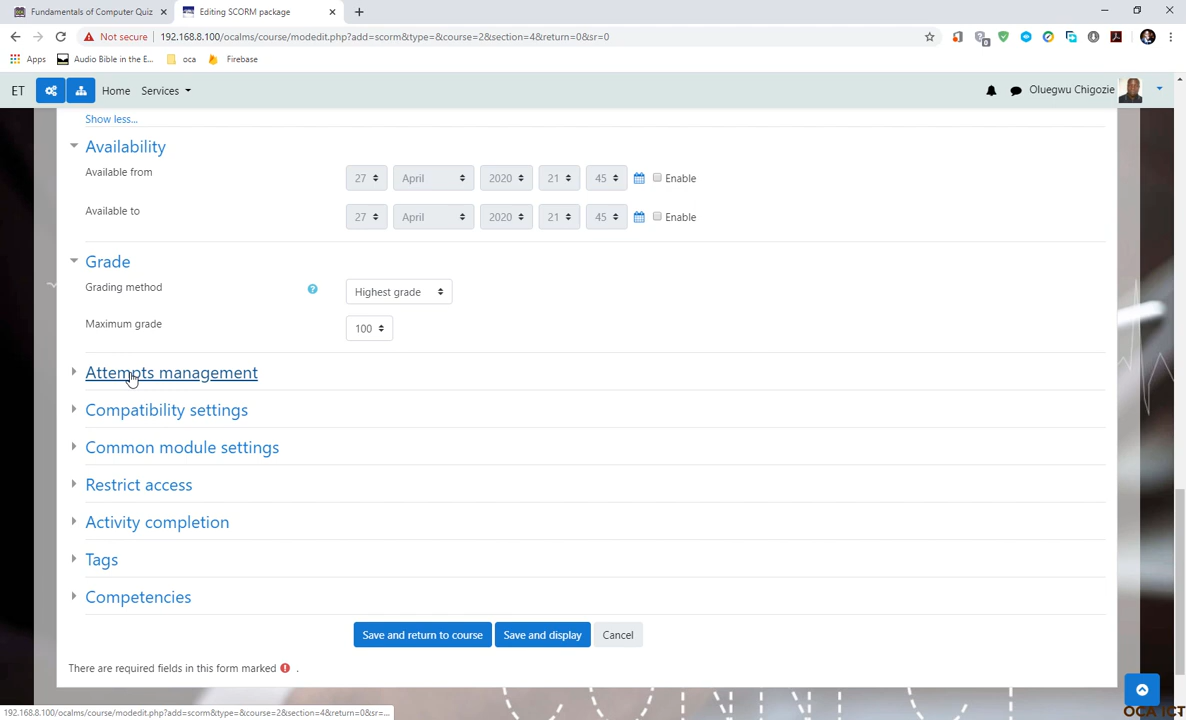 Fundamentals of Computer Quiz
Editing SCORM package
Not secure 192.168.8.100/ocalms/course/modedit.php?add=scorm&type=&course=2&section=4&return=0&sr=0
Apps Audio Bible in the E... oca Firebase
ET Home Services Oluegwu Chigozie
Show less...
Availability
Available from 27 April 2020 21 45 Enable
Available to 27 April 2020 21 45 Enable
Grade
Grading method ? Highest grade
Maximum grade 100
Attempts management
Compatibility settings
Common module settings
Restrict access
Activity completion
Tags
Competencies
Save and return to course Save and display Cancel
There are required fields in this form marked .
192.168.8.100/ocalms/course/modedit.php?add=scorm&type=&course=2&section=4&return=0&sr=...
OCA ICT